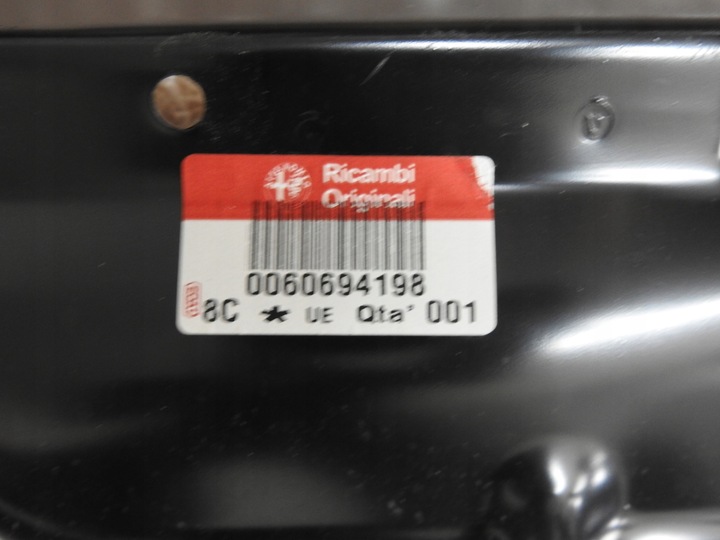 Ricambi
Originali
0060694198
8C * UE Qta° 001